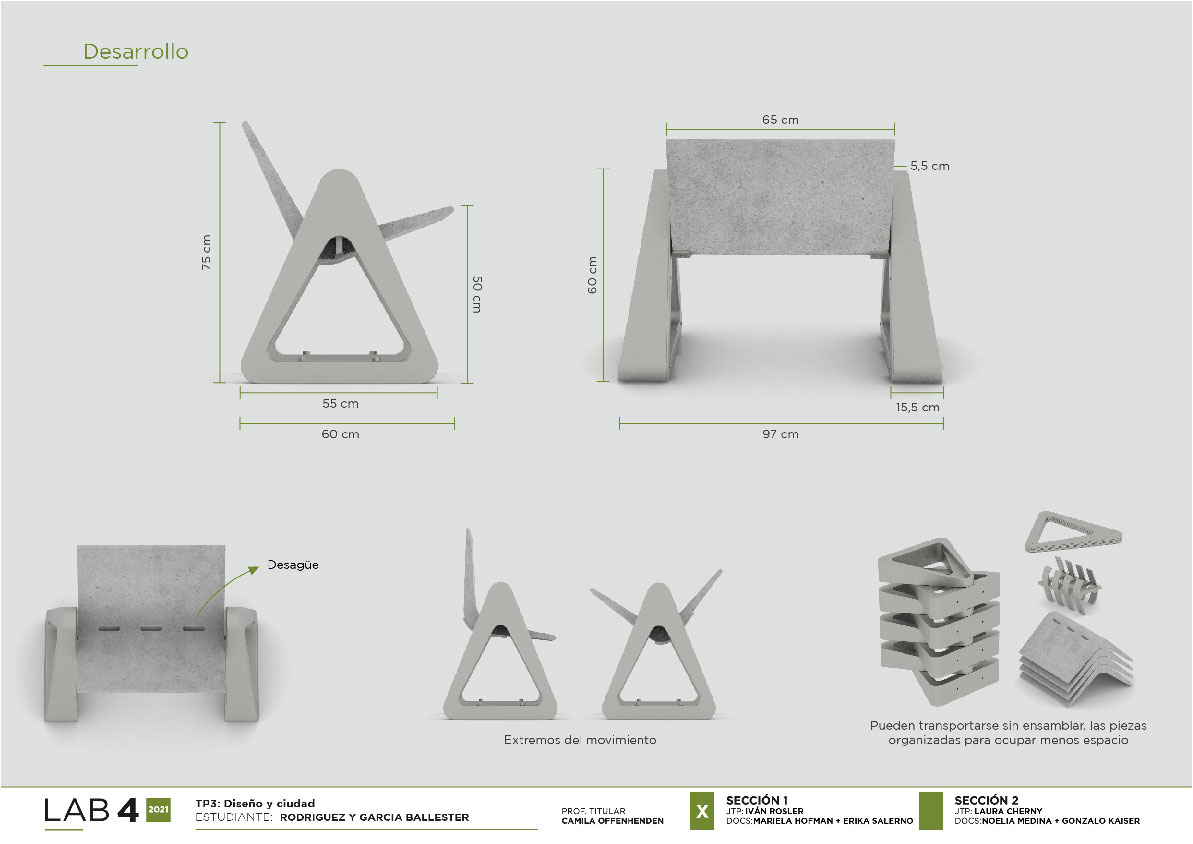 Desarrollo
65 cm
5,5 cm
75 cm
50 cm
60 cm
55 cm
60 cm
15,5 cm
97 cm
Desagüe
Extremos del movimiento
Pueden transportarse sin ensamblar, las piezas
organizadas para ocupar menos espacio
LAB 4 2021
TP3: Diseño y ciudad
ESTUDIANTE: RODRIGUEZ Y GARCIA BALLESTER
PROF. TITULAR
CAMILA OFFENHENDEN
X
SECCIÓN 1
JTP: IVÁN ROSLER
DOCS:MARIELA HOFMAN + ERIKA SALERNO
SECCIÓN 2
JTP: LAURA CHERNY
DOCS:NOELIA MEDINA + GONZALO KAISER